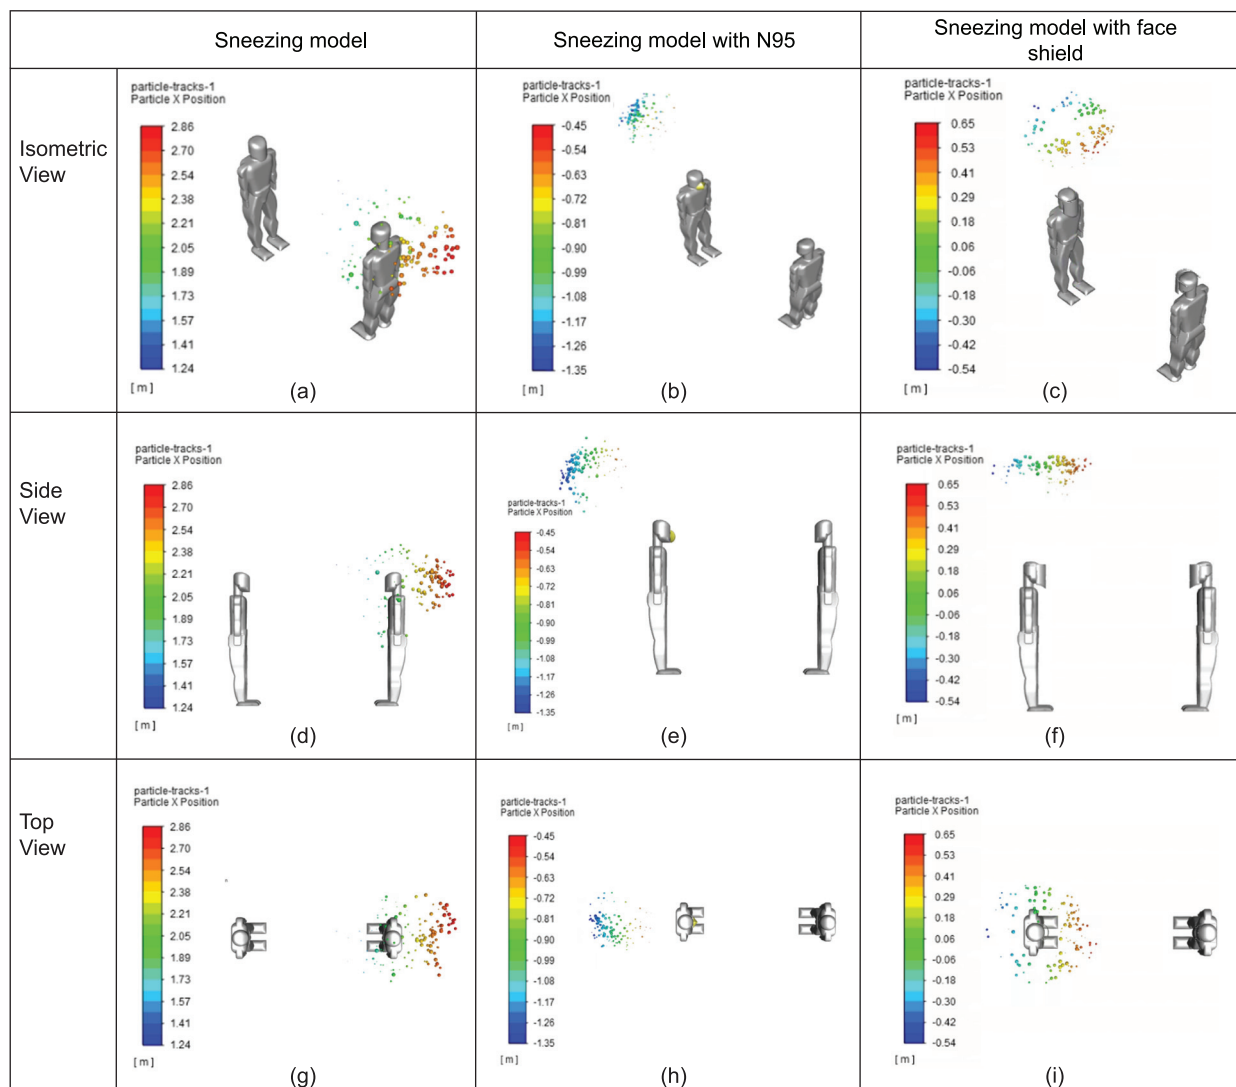 Sneezing model
Sneezing model with N95
Sneezing model with face
shield
Isometric
View
particle-tracks-1
Particle X Position
2.86
2.70
2.54
2.38
2.21
2.05
1.89
1.73
1.57
1.41
1.24
[ m ]
(a)
particle-tracks-1
Particle X Position
-0.45
-0.54
-0.63
-0.72
-0.81
-0.90
-0.99
-1.08
-1.17
-1.26
-1.35
[ m ]
(b)
particle-tracks-1
Particle X Position
0.65
0.53
0.41
0.29
0.18
0.06
-0.06
-0.18
-0.30
-0.42
-0.54
[ m ]
(c)
Side
View
particle-tracks-1
Particle X Position
2.86
2.70
2.54
2.38
2.21
2.05
1.89
1.73
1.57
1.41
1.24
[ m ]
(d)
particle-tracks-1
Particle X Position
-0.45
-0.54
-0.63
-0.72
-0.81
-0.90
-0.99
-1.08
-1.17
-1.26
-1.35
[ m ]
(e)
particle-tracks-1
Particle X Position
0.65
0.53
0.41
0.29
0.18
0.06
-0.06
-0.18
-0.30
-0.42
-0.54
[ m ]
(f)
Top
View
particle-tracks-1
Particle X Position
2.86
2.70
2.54
2.38
2.21
2.05
1.89
1.73
1.57
1.41
1.24
[ m ]
(g)
particle-tracks-1
Particle X Position
-0.45
-0.54
-0.63
-0.72
-0.81
-0.90
-0.99
-1.08
-1.17
-1.26
-1.35
[ m ]
(h)
particle-tracks-1
Particle X Position
0.65
0.53
0.41
0.29
0.18
0.06
-0.06
-0.18
-0.30
-0.42
-0.54
[ m ]
(i)